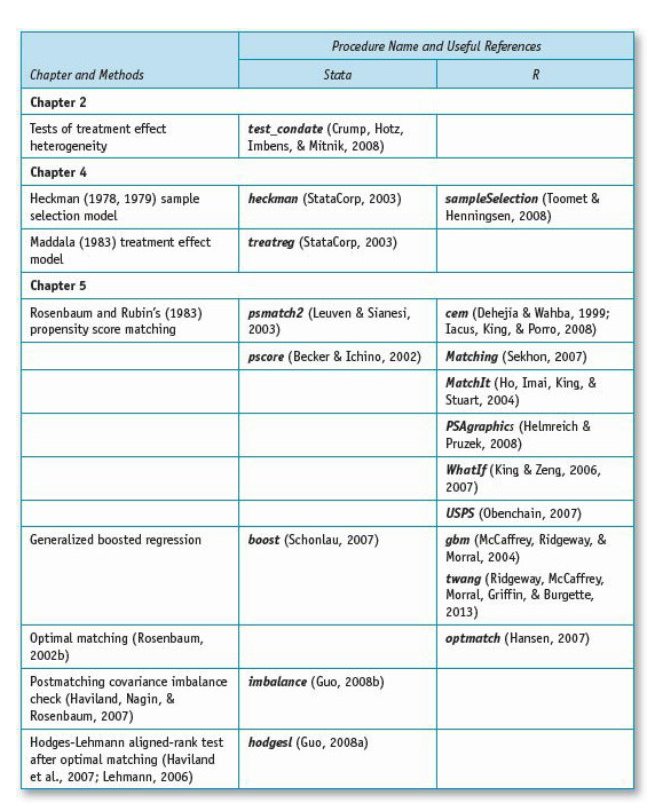 Procedure Name and Useful References
Chapter and Methods
Stata
R
Chapter 2
Tests of treatment effect
heterogeneity
test_condate (Crump, Hotz,
Imbens, & Mitnik, 2008)
Chapter 4
Heckman (1978, 1979) sample
selection model
heckman (StataCorp, 2003)
sampleSelection (Toomet &
Henningsen, 2008)
Maddala (1983) treatment effect
model
treatreg (StataCorp, 2003)
Chapter 5
Rosenbaum and Rubin's (1983)
propensity score matching
psmatch2 (Leuven & Sianesi,
2003)
cem (Dehejia & Wahba, 1999;
Iacus, King, & Porro, 2008)
pscore (Becker & Ichino, 2002)
Matching (Sekhon, 2007)
MatchIt (Ho, Imai, King, &
Stuart, 2004)
PSAgraphics (Helmreich &
Pruzek, 2008)
WhatIf (King & Zeng, 2006,
2007)
USPS (Obenchain, 2007)
Generalized boosted regression
boost (Schonlau, 2007)
gbm (McCaffrey, Ridgeway, &
Morral, 2004)
twang (Ridgeway, McCaffrey,
Morral, Griffin, & Burgette,
2013)
Optimal matching (Rosenbaum,
2002b)
optmatch (Hansen, 2007)
Postmatching covariance imbalance
check (Haviland, Nagin, &
Rosenbaum, 2007)
imbalance (Guo, 2008b)
Hodges-Lehmann aligned-rank test
after optimal matching (Haviland
et al., 2007; Lehmann, 2006)
hodgesl (Guo, 2008a)